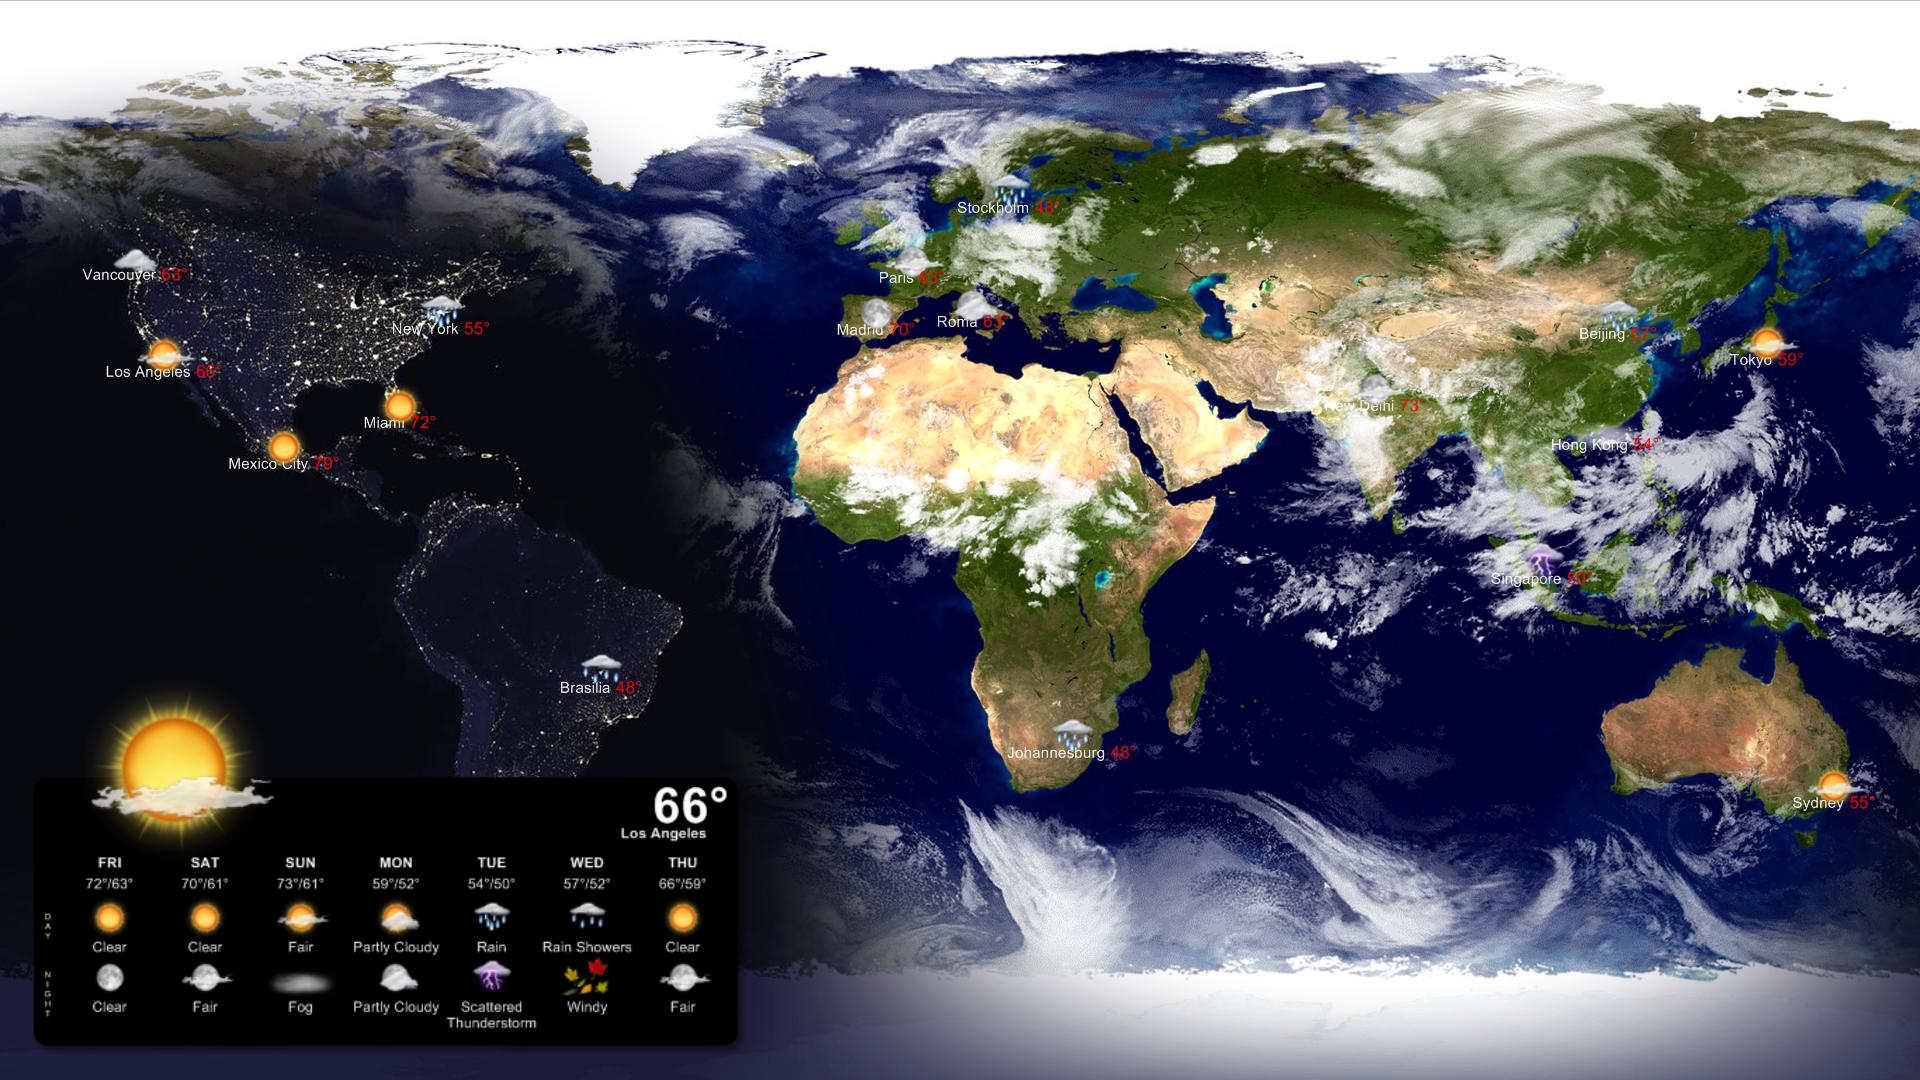 Stockholm 48°
Vancouver 63°
Paris 63°
New York 55°
Madrid 70°
Roma 63°
Beijing 57°
Tokyo 59°
Los Angeles 66°
New Delhi 73°
Miami 72°
Hong Kong 54°
Mexico City 79°
Singapore
Brasilia 48°
Johannesburg 48°
Sydney 55°
66°
Los Angeles
FRI SAT SUN MON TUE WED THU
72°/63° 70°/61° 73°/61° 59°/52° 54°/50° 57°/52° 66°/59°
DAY
Clear Clear Fair Partly Cloudy Rain Rain Showers Clear
NIGHT
Clear Fair Fog Partly Cloudy Scattered Thunderstorm Windy Fair